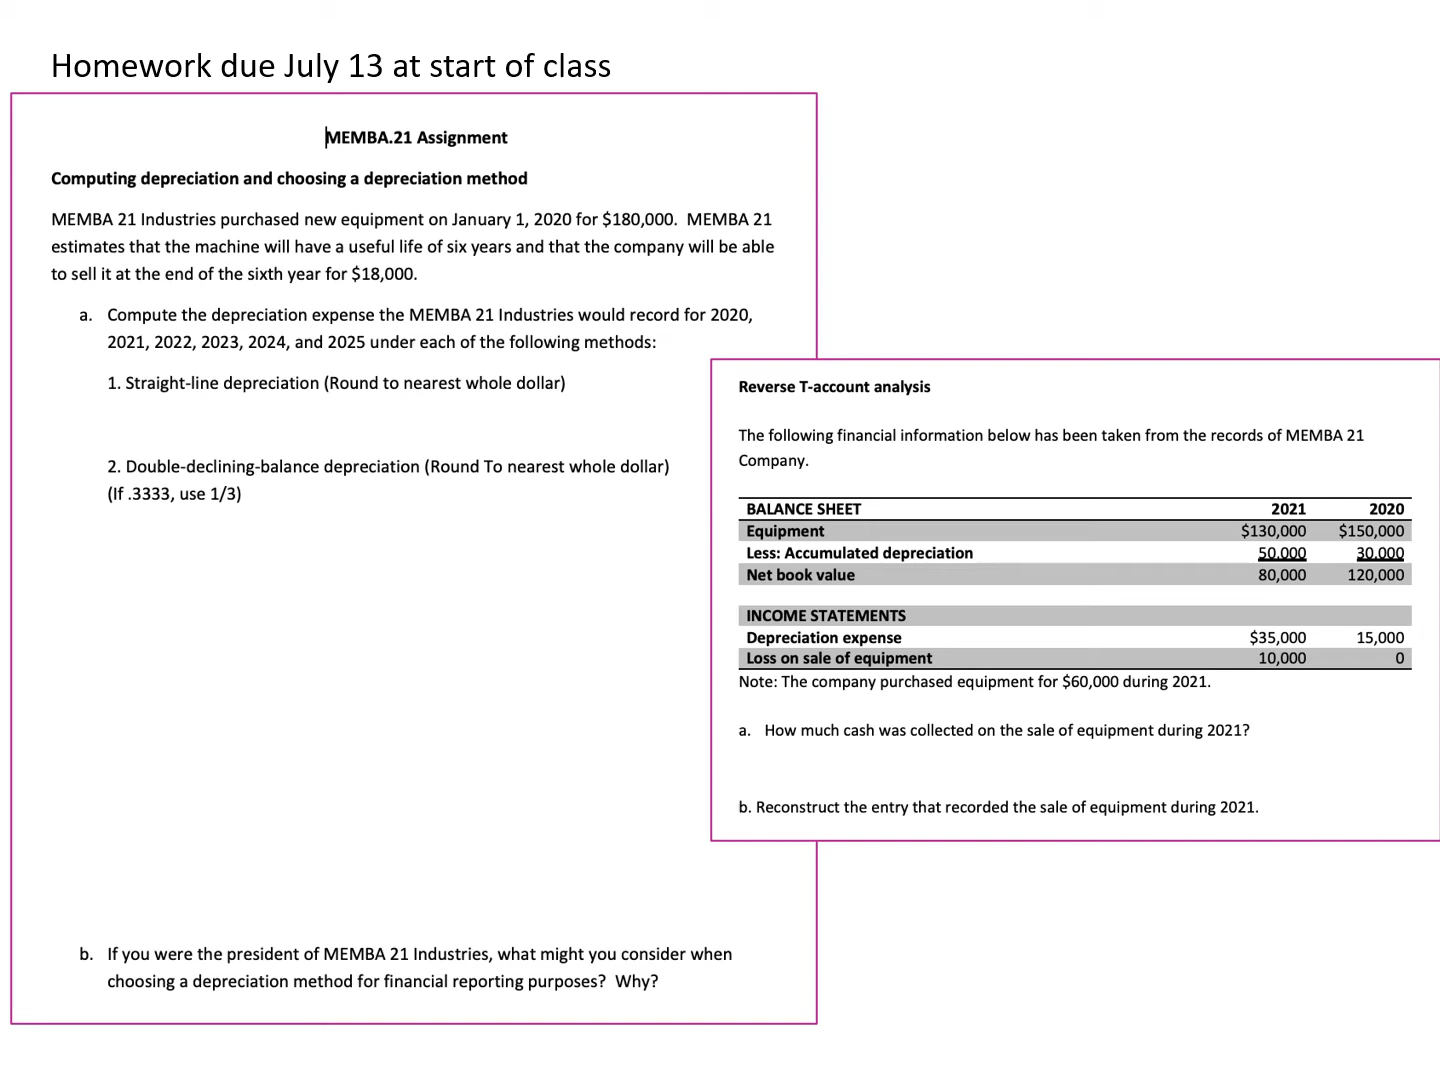 Homework due July 13 at start of class
MEMBA.21 Assignment
Computing depreciation and choosing a depreciation method
MEMBA 21 Industries purchased new equipment on January 1, 2020 for $180,000.  MEMBA 21
estimates that the machine will have a useful life of six years and that the company will be able
to sell it at the end of the sixth year for $18,000.
a. Compute the depreciation expense the MEMBA 21 Industries would record for 2020,
2021, 2022, 2023, 2024, and 2025 under each of the following methods:
1. Straight-line depreciation (Round to nearest whole dollar)
2. Double-declining-balance depreciation (Round To nearest whole dollar)
(If .3333, use 1/3)
b. If you were the president of MEMBA 21 Industries, what might you consider when
choosing a depreciation method for financial reporting purposes?  Why?
Reverse T-account analysis
The following financial information below has been taken from the records of MEMBA 21
Company.
BALANCE SHEET 2021 2020
Equipment $130,000 $150,000
Less: Accumulated depreciation 50,000 30,000
Net book value 80,000 120,000
INCOME STATEMENTS
Depreciation expense $35,000 15,000
Loss on sale of equipment 10,000 0
Note: The company purchased equipment for $60,000 during 2021.
a. How much cash was collected on the sale of equipment during 2021?
b. Reconstruct the entry that recorded the sale of equipment during 2021.